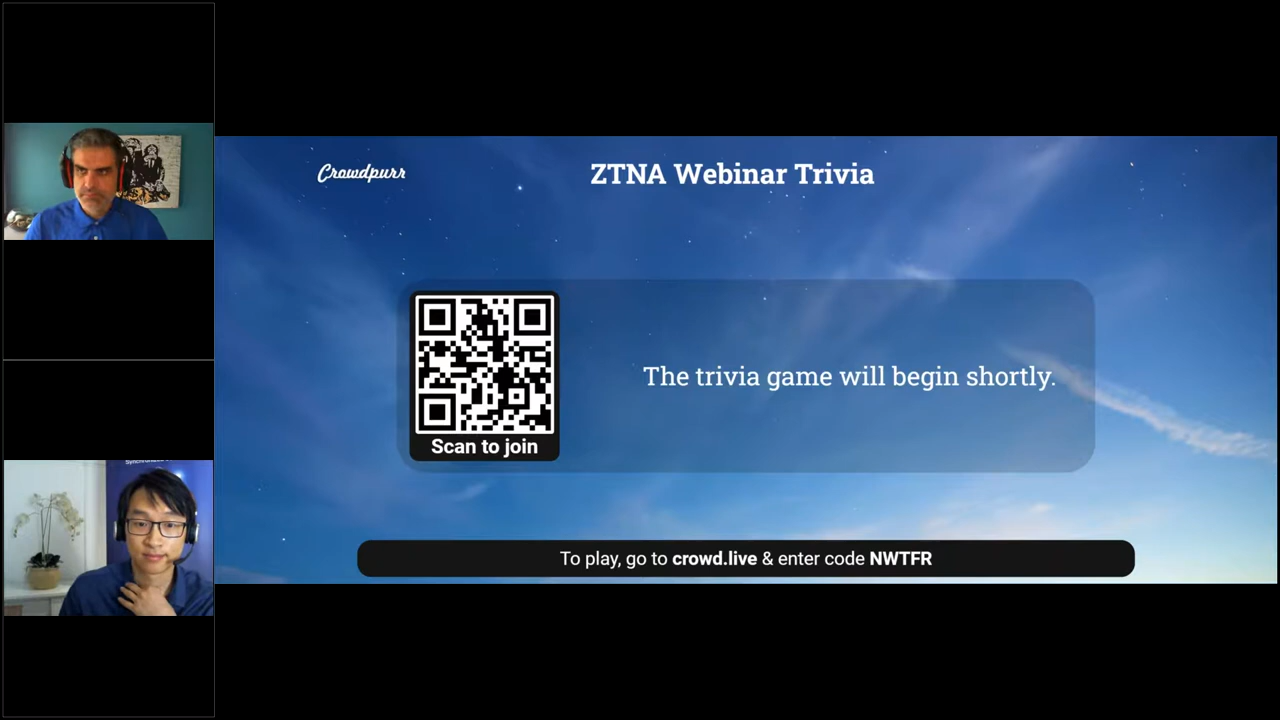 Crowdpurr
ZTNA Webinar Trivia
The trivia game will begin shortly.
Scan to join
To play, go to crowd.live & enter code NWTFR